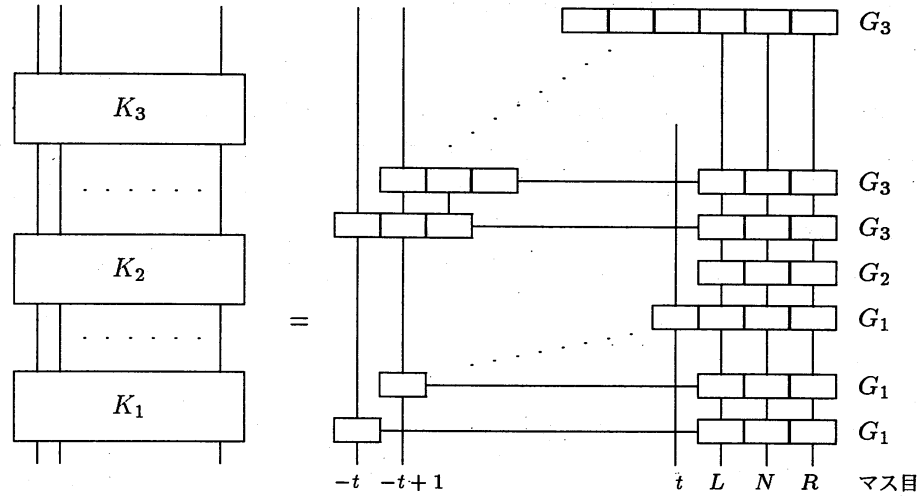 G₃
K₃
G₃
G₃
K₂
G₂
=
G₁
K₁
G₁
G₁
-t
-t + 1
t
L
N
R
マス目